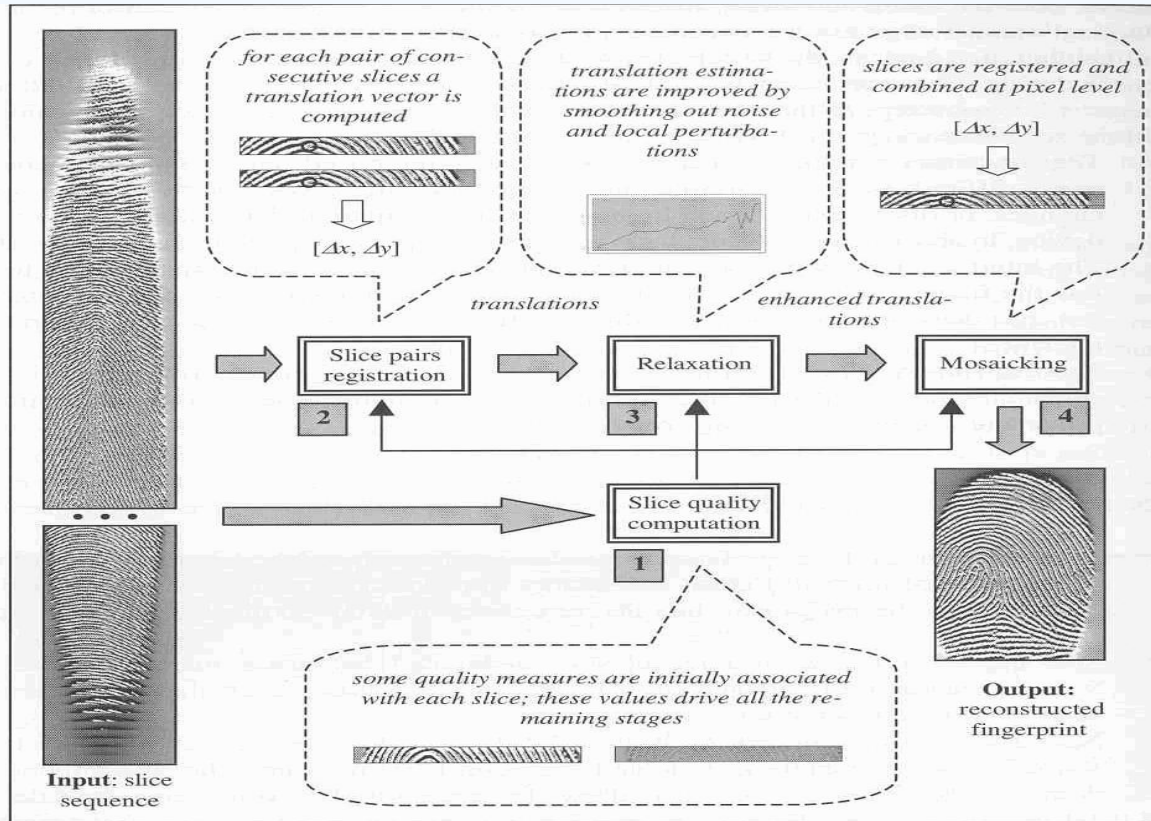 for each pair of con-
secutive slices a
translation vector is
computed
[Δx, Δy]
translation estima-
tions are improved by
smoothing out noise
and local perturba-
tions
slices are registered and
combined at pixel level
[Δx, Δy]
translations
enhanced transla-
tions
Slice pairs
registration
2
Relaxation
3
Mosaicking
4
Slice quality
computation
1
some quality measures are initially associated
with each slice; these values drive all the re-
maining stages
Input: slice
sequence
Output:
reconstructed
fingerprint